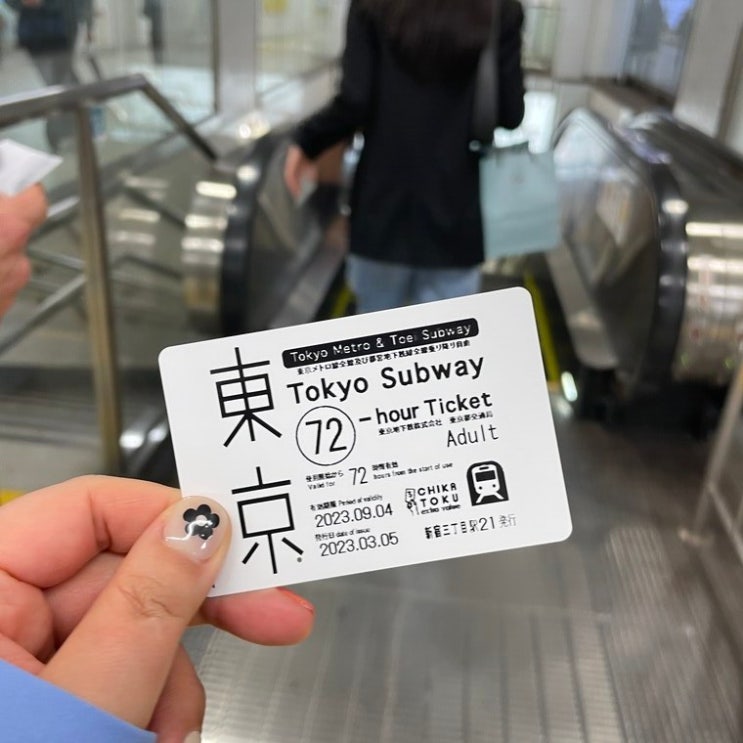 東京
Tokyo Metro & Toei Subway
東京メトロ線全線及び都営地下鉄線全線乗り降り自由
Tokyo Subway
72-hour Ticket
東京地下鉄株式会社 東京都交通局
Adult
使用開始から 72 時間有効
Valid for hours from the start of use
有効期限 Period of validity
2023.09.04
発行日 date of issue
2023.03.05
CHIKA
TOKU
extra value
新宿三丁目駅21発行